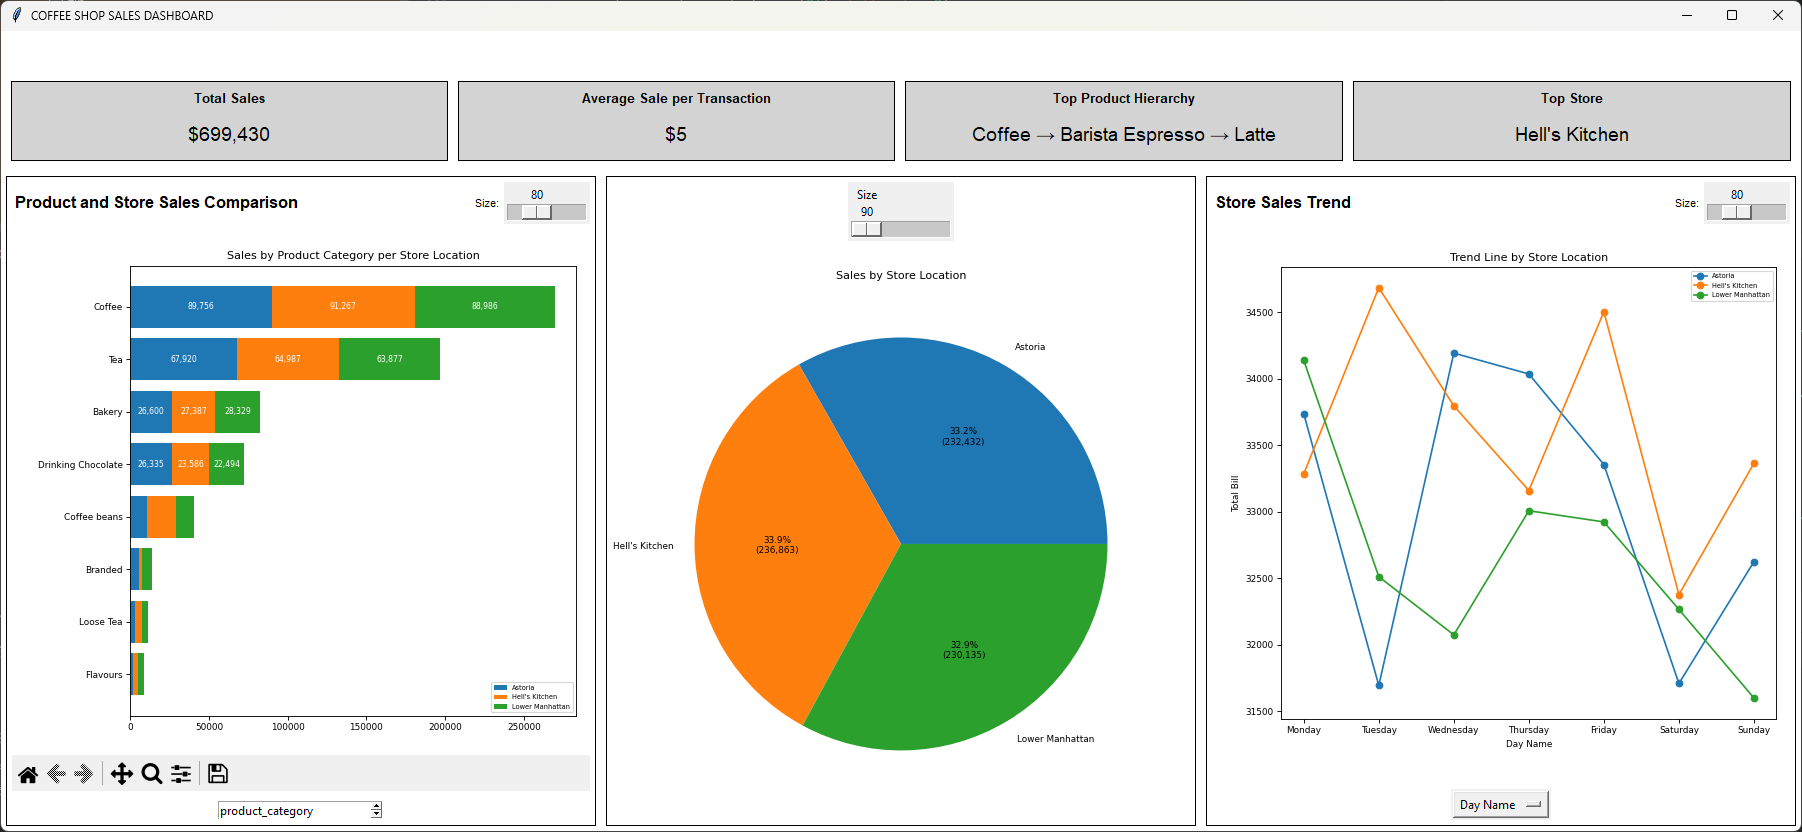 COFFEE SHOP SALES DASHBOARD
Total Sales
$699,430
Average Sale per Transaction
$5
Top Product Hierarchy
Coffee → Barista Espresso → Latte
Top Store
Hell's Kitchen
Product and Store Sales Comparison
Size:
80
Sales by Product Category per Store Location
Coffee
89,756
91,267
88,986
Tea
67,920
64,987
63,877
Bakery
26,600
27,387
28,329
Drinking Chocolate
26,335
23,586
22,494
Coffee beans
Branded
Loose Tea
Flavours
Astoria
Hell's Kitchen
Lower Manhattan
0
50000
100000
150000
200000
250000
product_category
Size
90
Sales by Store Location
Astoria
33.2%
(232,432)
Hell's Kitchen
33.9%
(236,863)
32.9%
(230,135)
Lower Manhattan
Store Sales Trend
Size:
80
Trend Line by Store Location
Astoria
Hell's Kitchen
Lower Manhattan
Total Bill
34500
34000
33500
33000
32500
32000
31500
Monday
Tuesday
Wednesday
Thursday
Friday
Saturday
Sunday
Day Name
Day Name